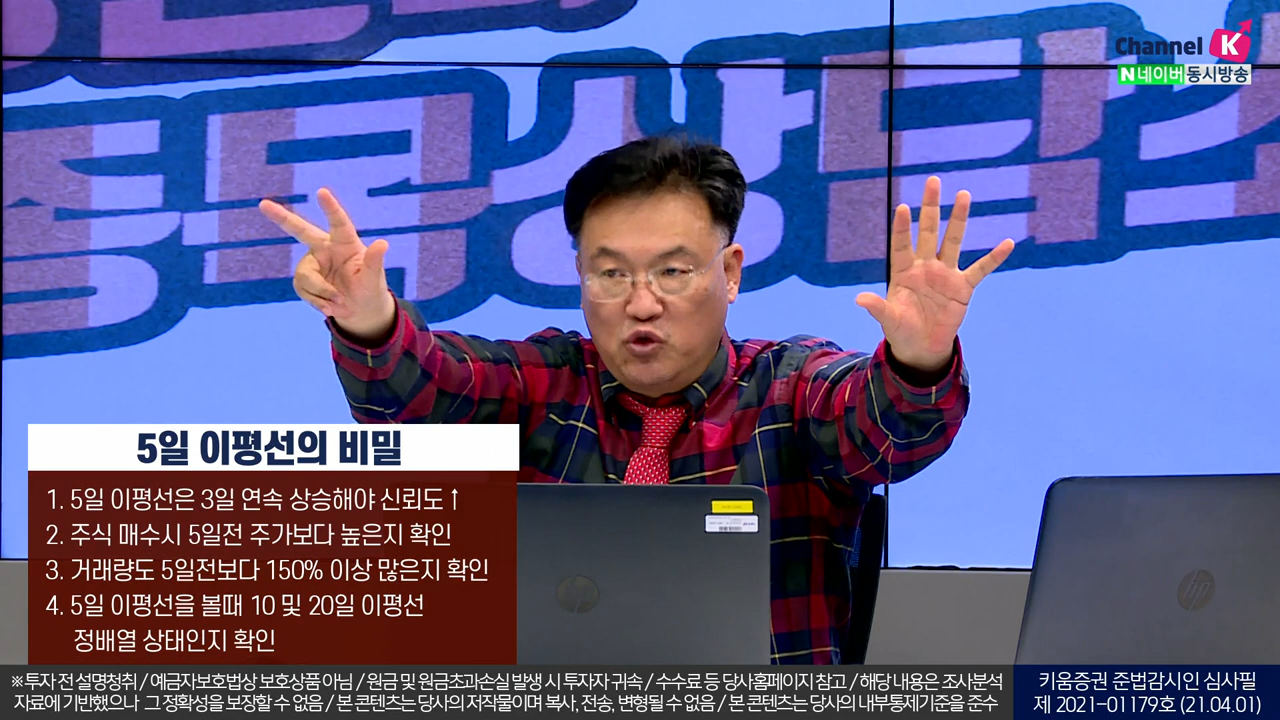 종목상담소
Channel K
N 네이버 동시방송
5일 이평선의 비밀
1. 5일 이평선은 3일 연속 상승해야 신뢰도↑
2. 주식 매수시 5일전 주가보다 높은지 확인
3. 거래량도 5일전보다 150% 이상 많은지 확인
4. 5일 이평선을 볼때 10 및 20일 이평선
정배열 상태인지 확인
hp
hp
※ 투자 전 설명청취 / 예금자보호법상 보호상품 아님 / 원금 및 원금초과손실 발생 시 투자자 귀속 / 수수료 등 당사홈페이지 참고 / 해당 내용은 조사분석
자료에 기반했으나 그 정확성을 보장할 수 없음 / 본 콘텐츠는 당사의 저작물이며 복사, 전송, 변형될 수 없음 / 본 콘텐츠는 당사의 내부통제기준을 준수
키움증권 준법감시인 심사필
제 2021-01179호 (21.04.01)